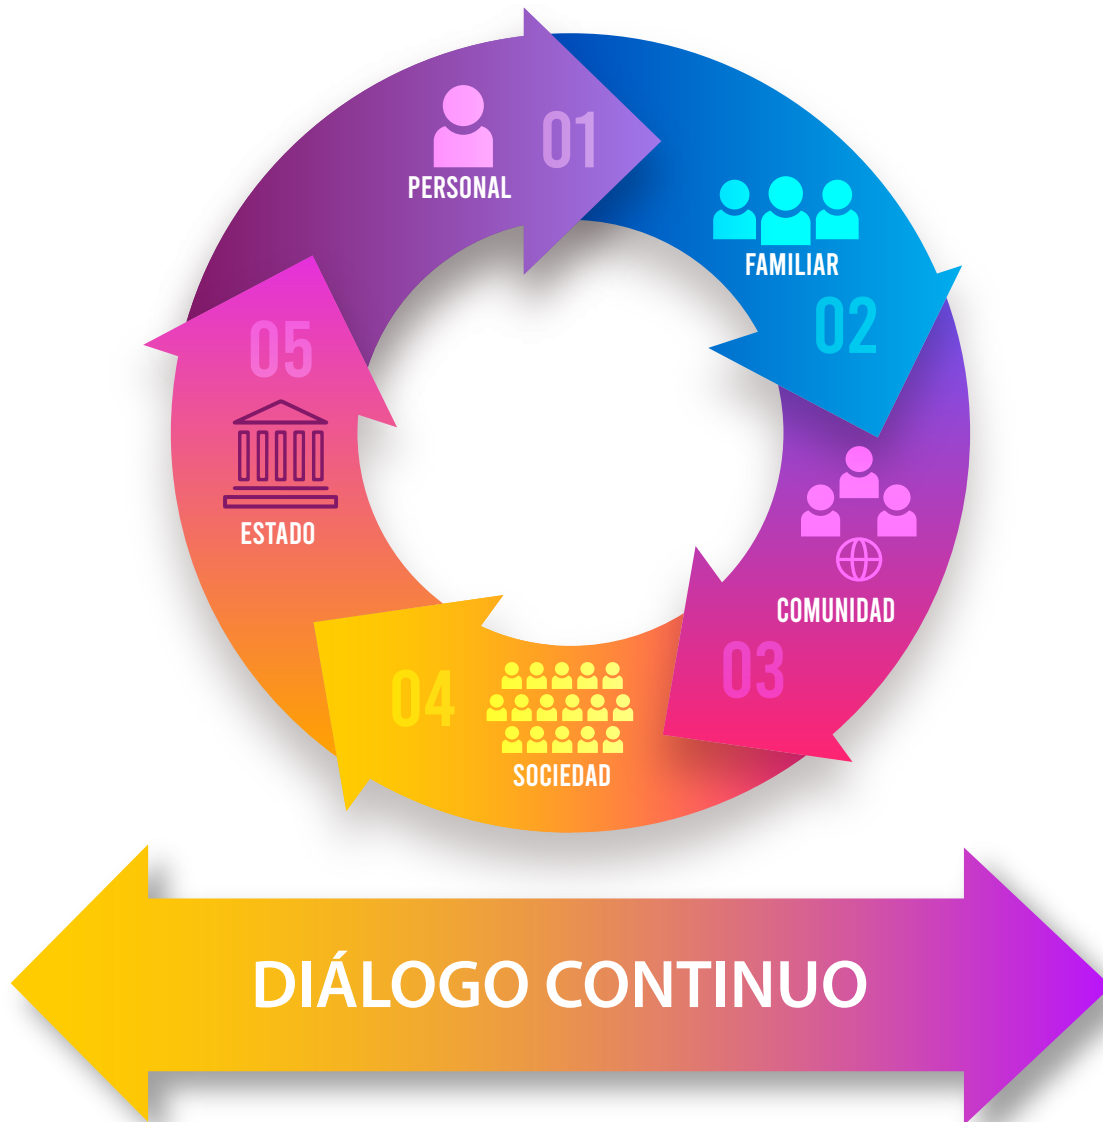 01
PERSONAL
FAMILIAR
02
COMUNIDAD
03
04
SOCIEDAD
05
ESTADO
DIÁLOGO CONTINUO